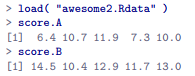 > load( "awesome2.Rdata" )
> score.A
[1] 6.4 10.7 11.9 7.3 10.0
> score.B
[1] 14.5 10.4 12.9 11.7 13.0